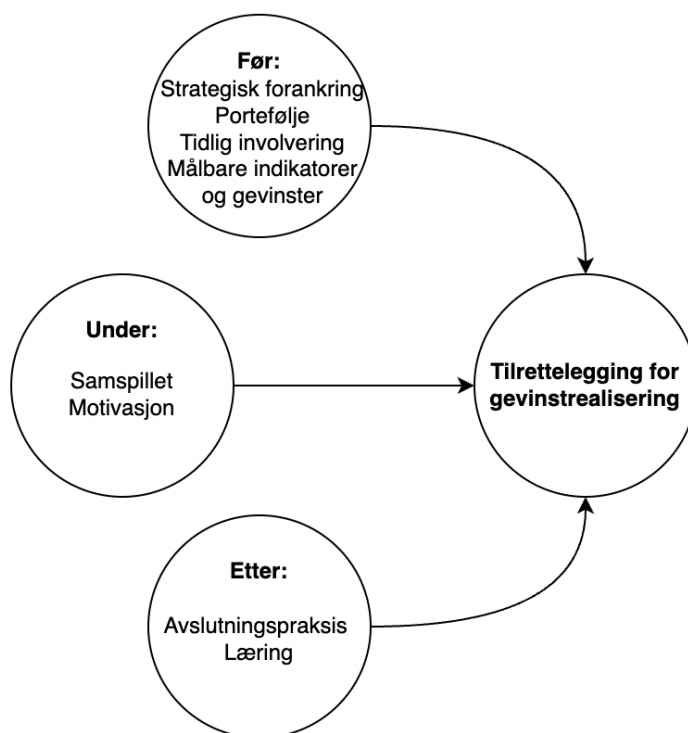 Før:
Strategisk forankring
Portefølje
Tidlig involvering
Målbare indikatorer
og gevinster
Under:
Samspillet
Motivasjon
Tilrettelegging for
gevinstrealisering
Etter:
Avslutningspraksis
Læring